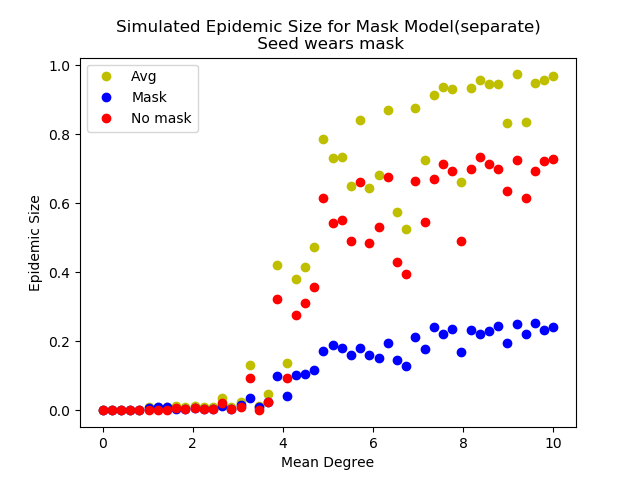 Simulated Epidemic Size for Mask Model(separate)
Seed wears mask
1.0
0.8
0.6
0.4
0.2
0.0
Epidemic Size
Avg
Mask
No mask
0 2 4 6 8 10
Mean Degree